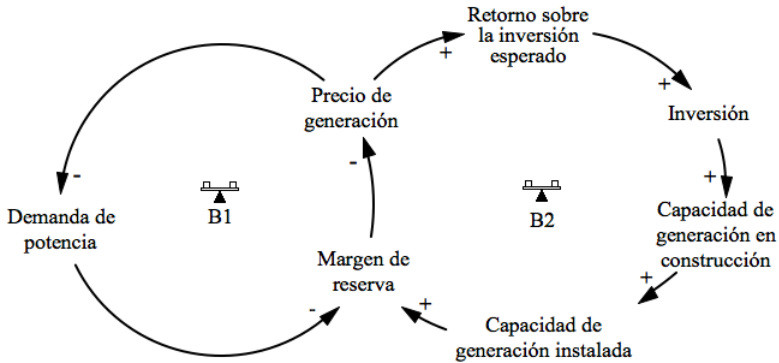 Retorno sobre
la inversión
esperado
+
+
Precio de
generación
Inversión
-
-
+
B1
B2
Demanda de
potencia
Capacidad de
generación en
construcción
Margen de
reserva
+
-
+
Capacidad de
generación instalada